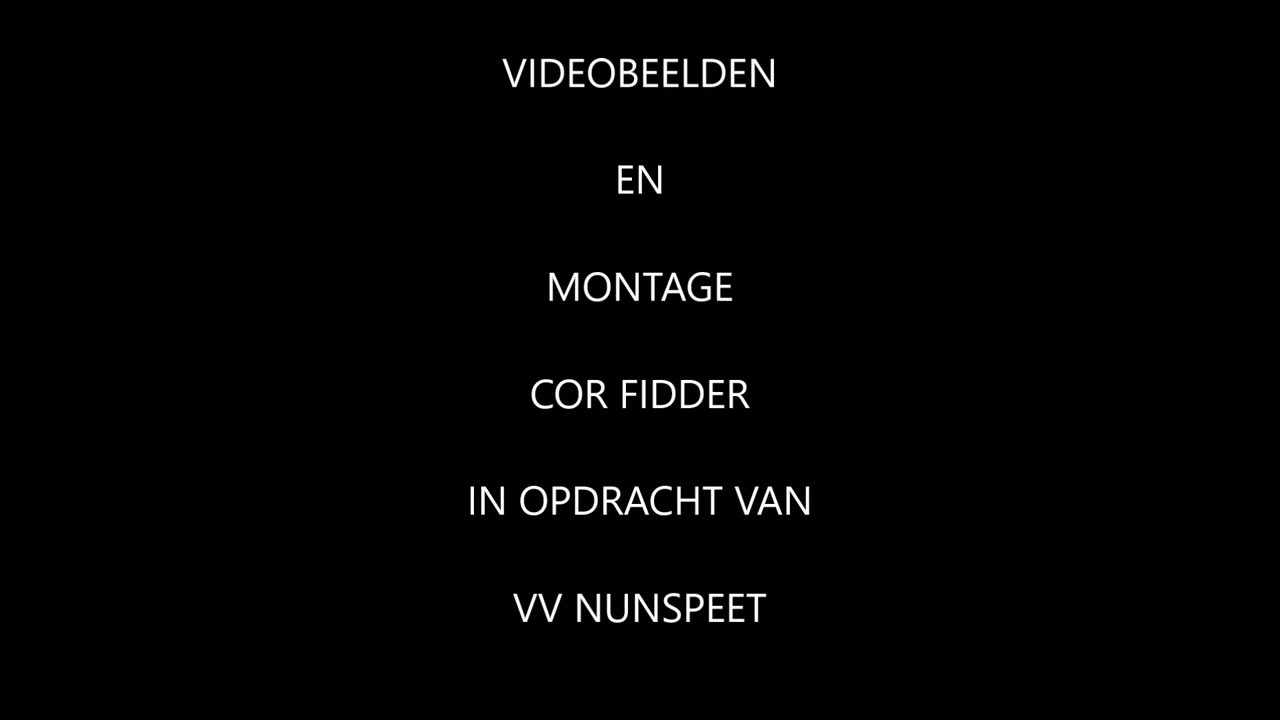 VIDEOBEELDEN
EN
MONTAGE
COR FIDDER
IN OPDRACHT VAN
VV NUNSPEET